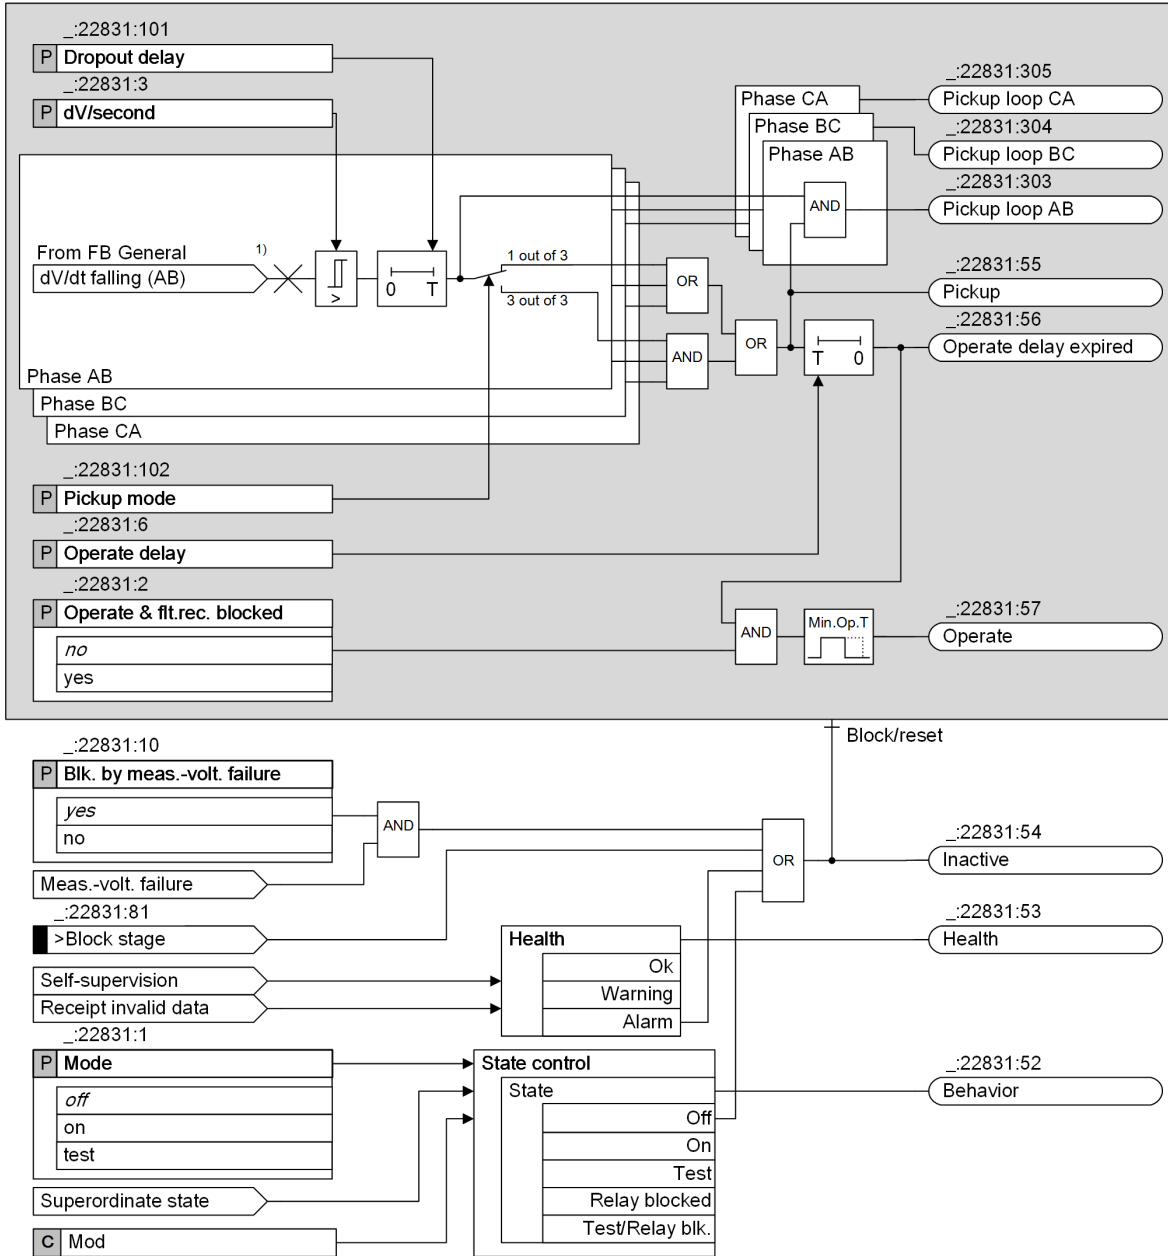 _:22831:101
P Dropout delay
_:22831:3
P dV/second
From FB General
dV/dt falling (AB)
1)
>
0 T
1 out of 3
3 out of 3
Phase AB
Phase BC
Phase CA
OR
AND
OR
T 0
Phase CA
Phase BC
Phase AB
AND
_:22831:305
Pickup loop CA
_:22831:304
Pickup loop BC
_:22831:303
Pickup loop AB
_:22831:55
Pickup
_:22831:56
Operate delay expired
_:22831:102
P Pickup mode
_:22831:6
P Operate delay
_:22831:2
P Operate & flt.rec. blocked
no
yes
AND
Min.Op.T
_:22831:57
Operate
Block/reset
_:22831:10
P Blk. by meas.-volt. failure
yes
no
AND
Meas.-volt. failure
_:22831:81
>Block stage
Self-supervision
Receipt invalid data
OR
_:22831:54
Inactive
Health
Ok
Warning
Alarm
_:22831:53
Health
_:22831:1
P Mode
off
on
test
Superordinate state
C Mod
State control
State
Off
On
Test
Relay blocked
Test/Relay blk.
_:22831:52
Behavior